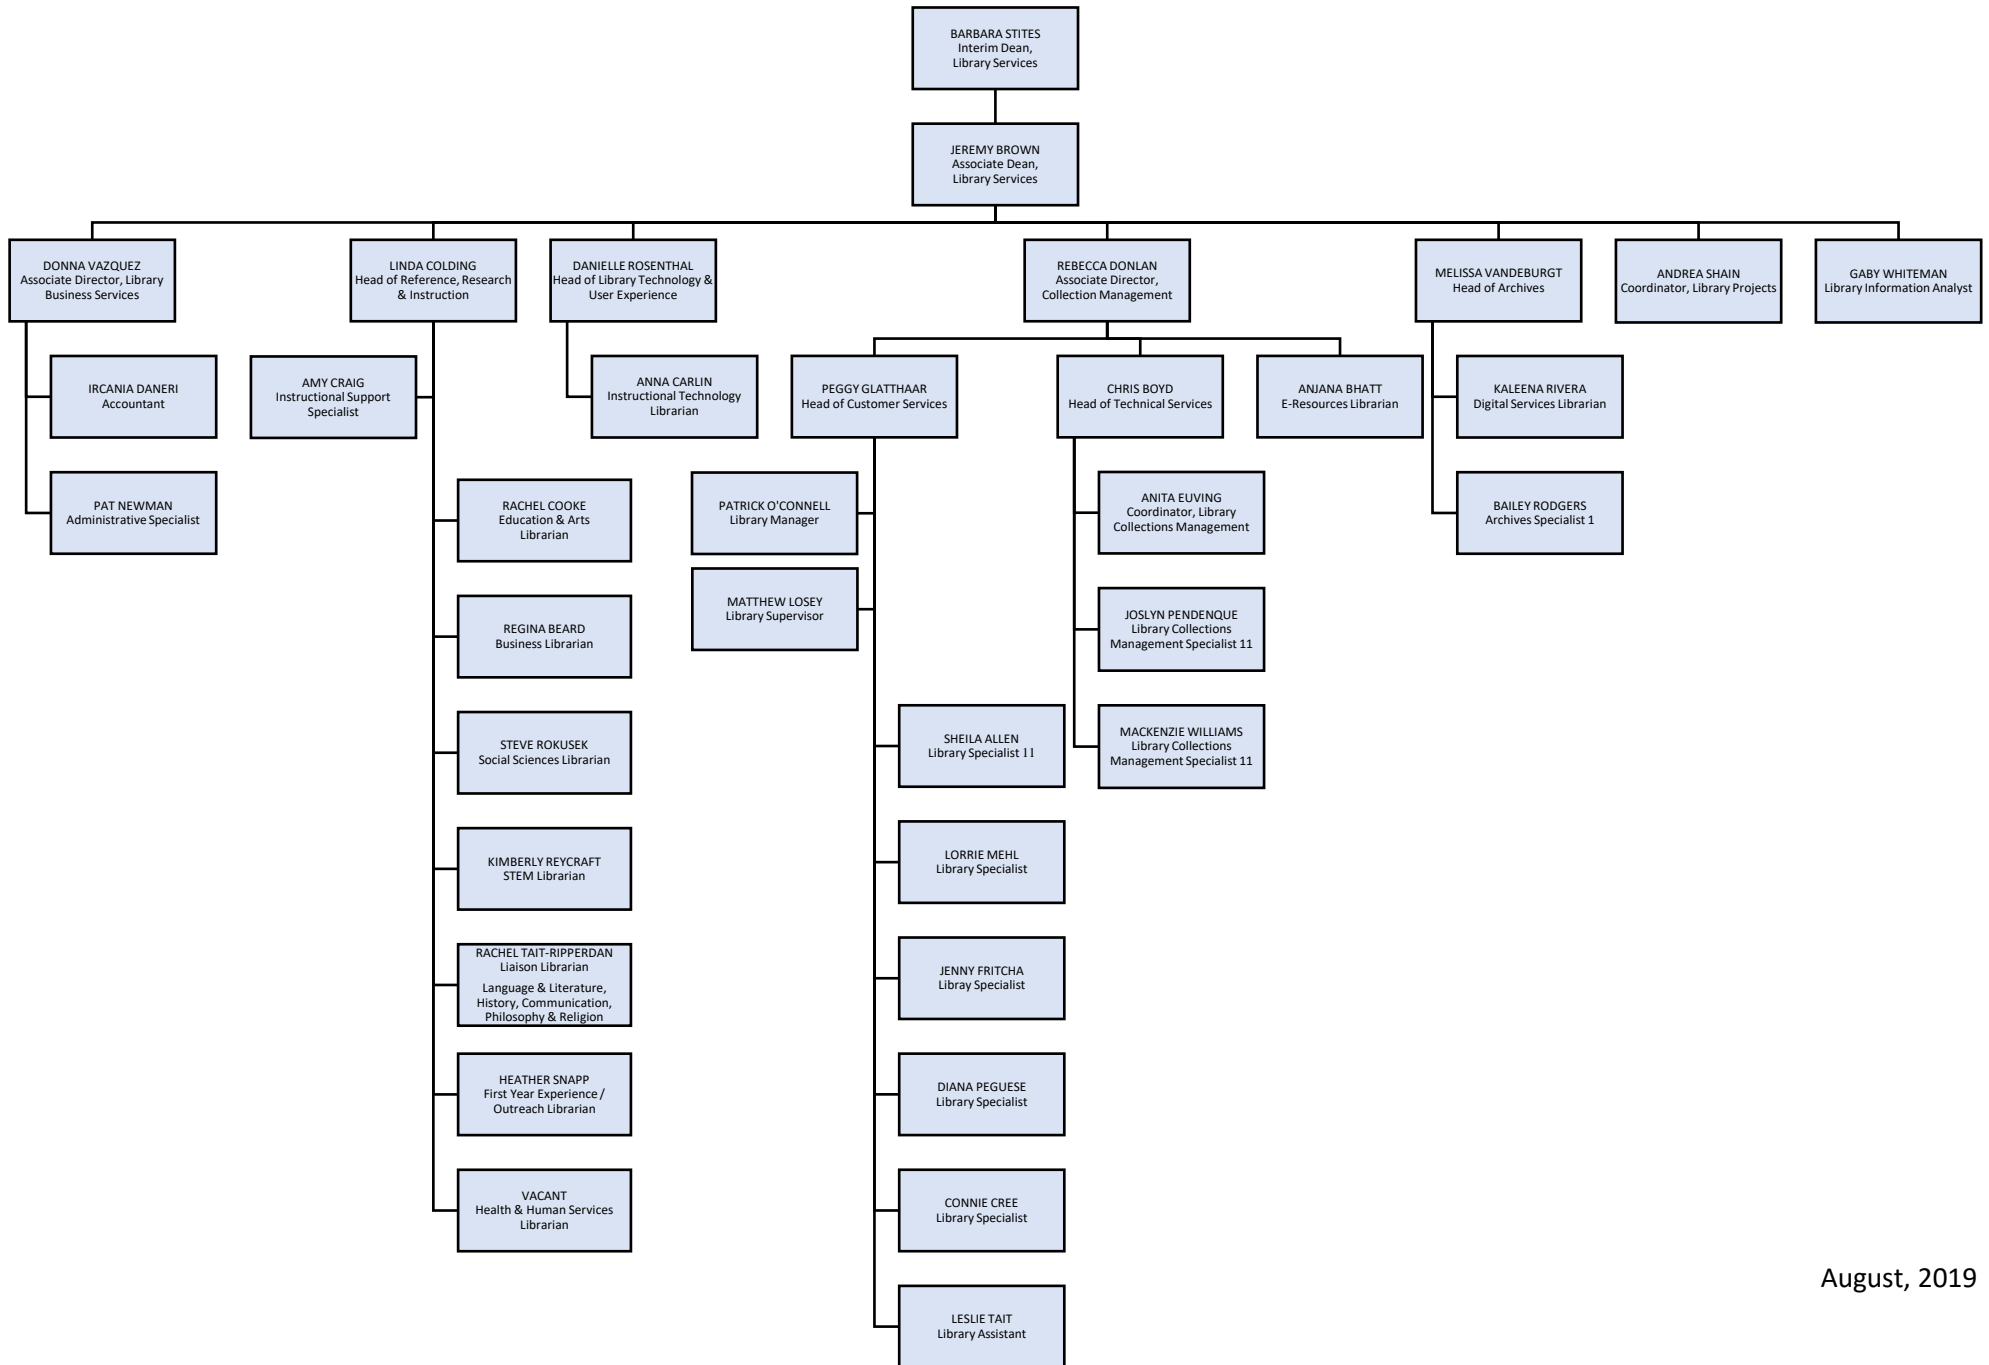 BARBARA STITES
Interim Dean,
Library Services
JEREMY BROWN
Associate Dean,
Library Services
DONNA VAZQUEZ
Associate Director, Library
Business Services
LINDA COLDING
Head of Reference, Research
& Instruction
DANIELLE ROSENTHAL
Head of Library Technology &
User Experience
REBECCA DONLAN
Associate Director,
Collection Management
MELISSA VANDEBURGT
Head of Archives
ANDREA SHAIN
Coordinator, Library Projects
GABY WHITEMAN
Library Information Analyst
IRCANIA DANERI
Accountant
AMY CRAIG
Instructional Support
Specialist
ANNA CARLIN
Instructional Technology
Librarian
PEGGY GLATTHAAR
Head of Customer Services
CHRIS BOYD
Head of Technical Services
ANJANA BHATT
E-Resources Librarian
KALEENA RIVERA
Digital Services Librarian
PAT NEWMAN
Administrative Specialist
RACHEL COOKE
Education & Arts
Librarian
PATRICK O'CONNELL
Library Manager
ANITA EUVING
Coordinator, Library
Collections Management
BAILEY RODGERS
Archives Specialist 1
REGINA BEARD
Business Librarian
MATTHEW LOSEY
Library Supervisor
JOSLYN PENDENQUE
Library Collections
Management Specialist 11
STEVE ROKUSEK
Social Sciences Librarian
SHEILA ALLEN
Library Specialist 11
MACKENZIE WILLIAMS
Library Collections
Management Specialist 11
KIMBERLY REYCRAFT
STEM Librarian
LORRIE MEHL
Library Specialist
RACHEL TAIT-RIPPERDAN
Liaison Librarian
Language & Literature,
History, Communication,
Philosophy & Religion
JENNY FRITCHA
Libray Specialist
HEATHER SNAPP
First Year Experience /
Outreach Librarian
DIANA PEGUESE
Library Specialist
VACANT
Health & Human Services
Librarian
CONNIE CREE
Library Specialist
LESLIE TAIT
Library Assistant
August, 2019